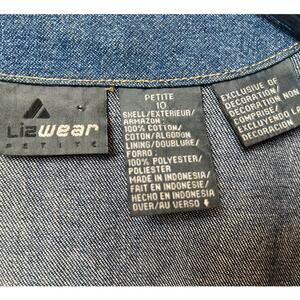 Lizwear
PETITE
PETITE
10
SHELL/EXTERIEUR/
ARMAZON:
100% COTTON/
COTON/ALGODON
LINING/DOUBLURE/
FORRO:
100% POLYESTER/
POLIESTER
MADE IN INDONESIA/
FAIT EN INDONESIE/
HECHO EN INDONESIA
OVER/AU VERSO
EXCLUSIVE OF
DECORATION/
DECORATION NON
COMPRISE/
EXCLUYENDO LA
DECORACION